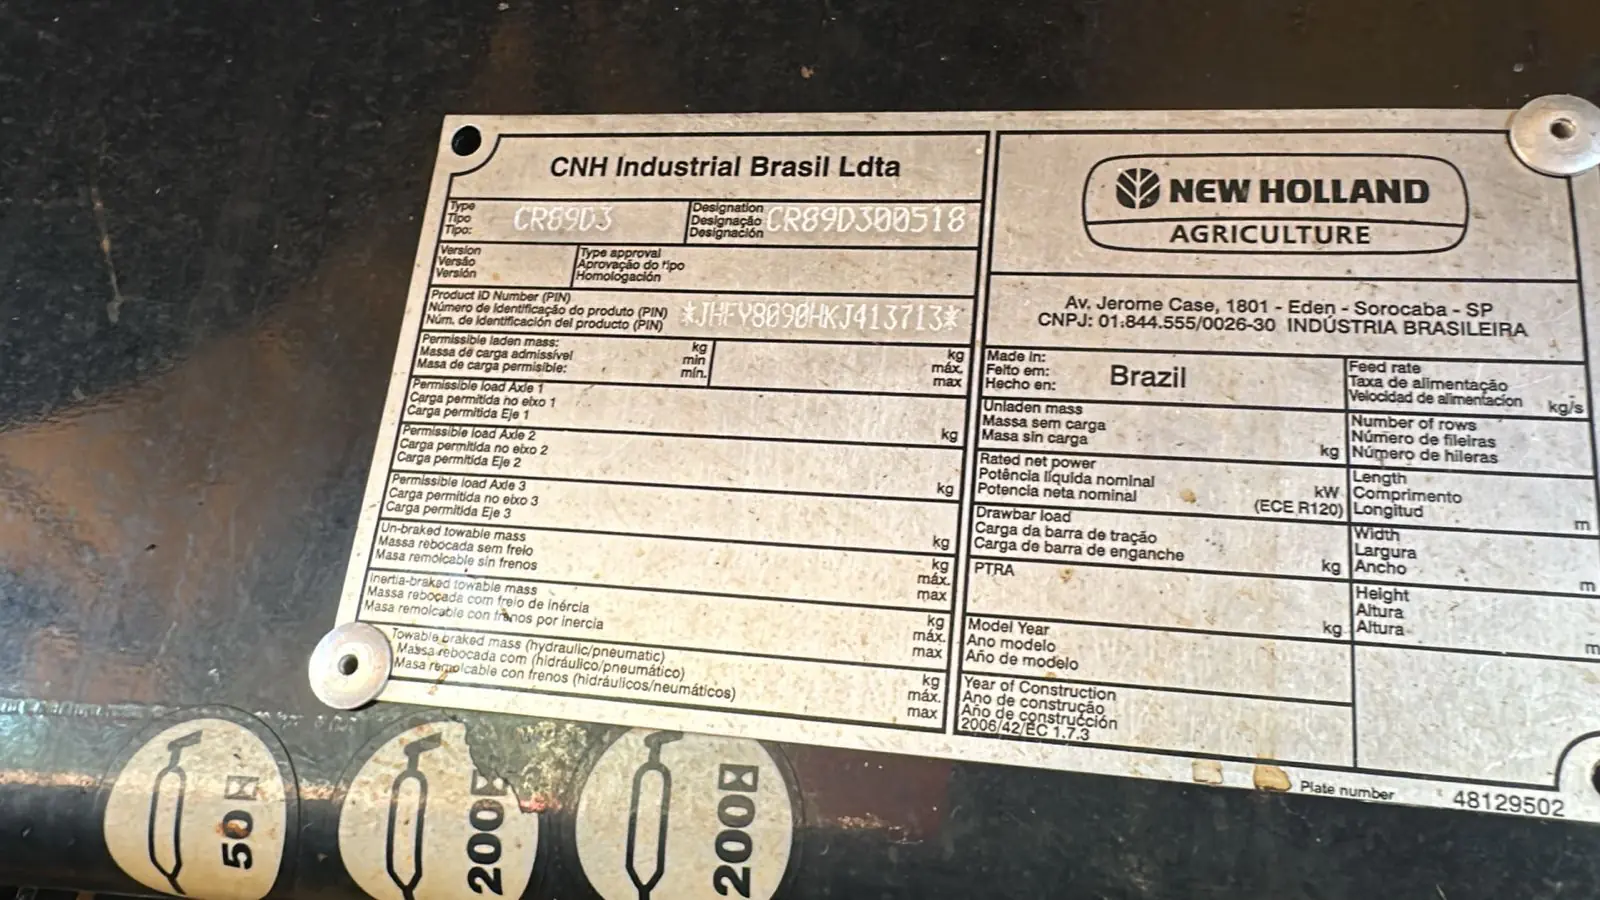 CNH Industrial Brasil Ldta
Type
Tipo
Tipo:
CR89D3
Designation
Designação
Designación
CR89D300518
Version
Versão
Versión
Type approval
Aprovação do tipo
Homologación
Product ID Number (PIN)
Número de Identificação do produto (PIN)
Núm. de Identificación del producto (PIN)
*JHFY8090HKJ413713*
Permissible laden mass:
Massa de carga admissível
Masa de carga permisible:
kg
min
mín.
kg
máx.
max
Permissible load Axle 1
Carga permitida no eixo 1
Carga permitida Eje 1
kg
Permissible load Axle 2
Carga permitida no eixo 2
Carga permitida Eje 2
kg
Permissible load Axle 3
Carga permitida no eixo 3
Carga permitida Eje 3
kg
Un-braked towable mass
Massa rebocada sem freio
Masa remolcable sin frenos
kg
máx.
max
Inertia-braked towable mass
Massa rebocada com freio de inércia
Masa remolcable con frenos por inercia
kg
máx.
max
Towable braked mass (hydraulic/pneumatic)
Massa rebocada com (hidráulico/pneumático)
Masa remolcable con frenos (hidráulicos/neumáticos)
kg
máx.
max
NEW HOLLAND
AGRICULTURE
Av. Jerome Case, 1801 - Eden - Sorocaba - SP
CNPJ: 01.844.555/0026-30 INDÚSTRIA BRASILEIRA
Made in:
Feito em:
Hecho en:
Brazil
Unladen mass
Massa sem carga
Masa sin carga
kg
Rated net power
Potência líquida nominal
Potencia neta nominal
kW
(ECE R120)
Drawbar load
Carga da barra de tração
Carga de barra de enganche
kg
PTRA
kg
Model Year
Ano modelo
Año de modelo
Year of Construction
Ano de construção
Año de construcción
2006/42/EC 1.7.3
Feed rate
Taxa de alimentação
Velocidad de alimentacion
kg/s
Number of rows
Número de fileiras
Número de hileras
Length
Comprimento
Longitud
m
Width
Largura
Ancho
m
Height
Altura
Altura
m
Plate number
48129502
50
200
200